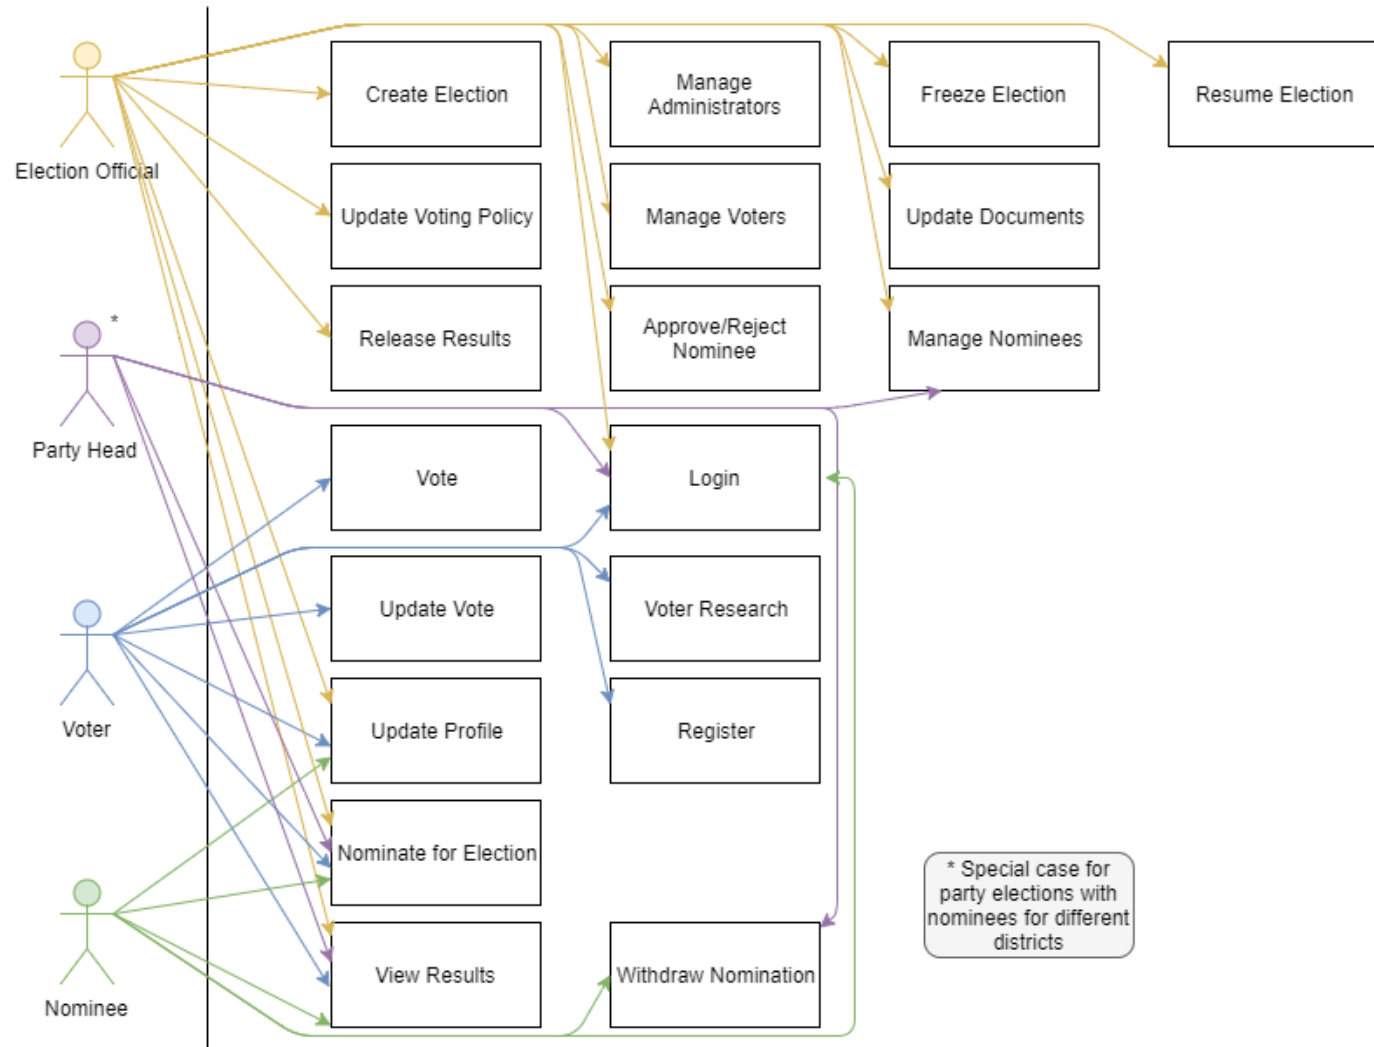 Create Election
Manage
Administrators
Freeze Election
Resume Election
Election Official
Update Voting Policy
Manage Voters
Update Documents
Release Results
Approve/Reject
Nominee
Manage Nominees
*
Party Head
Vote
Login
Update Vote
Voter Research
Voter
Update Profile
Register
Nominate for Election
* Special case for
party elections with
nominees for different
districts
Nominee
View Results
Withdraw Nomination